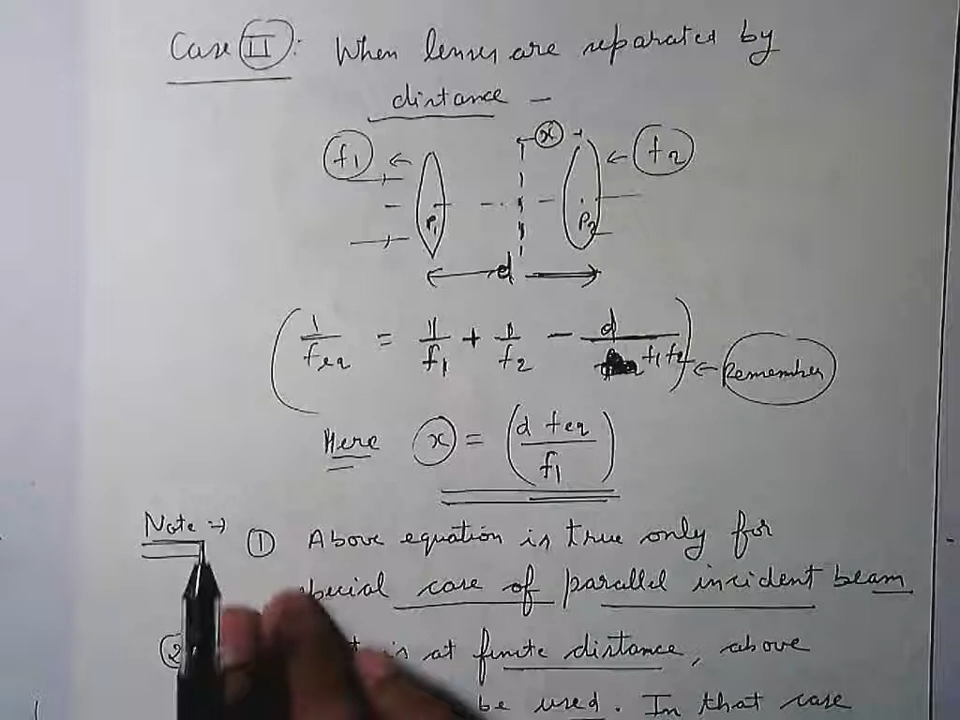 Case II : When lenses are separated by
distance –
x
f1 f2
P1 P2
d
1/feq = 1/f1 + 1/f2 − d/f1f2 ← Remember
Here x = (d feq / f1)
Note :→ ① Above equation is true only for
special case of parallel incident beam
② t is at finite distance, above
be used. In that case